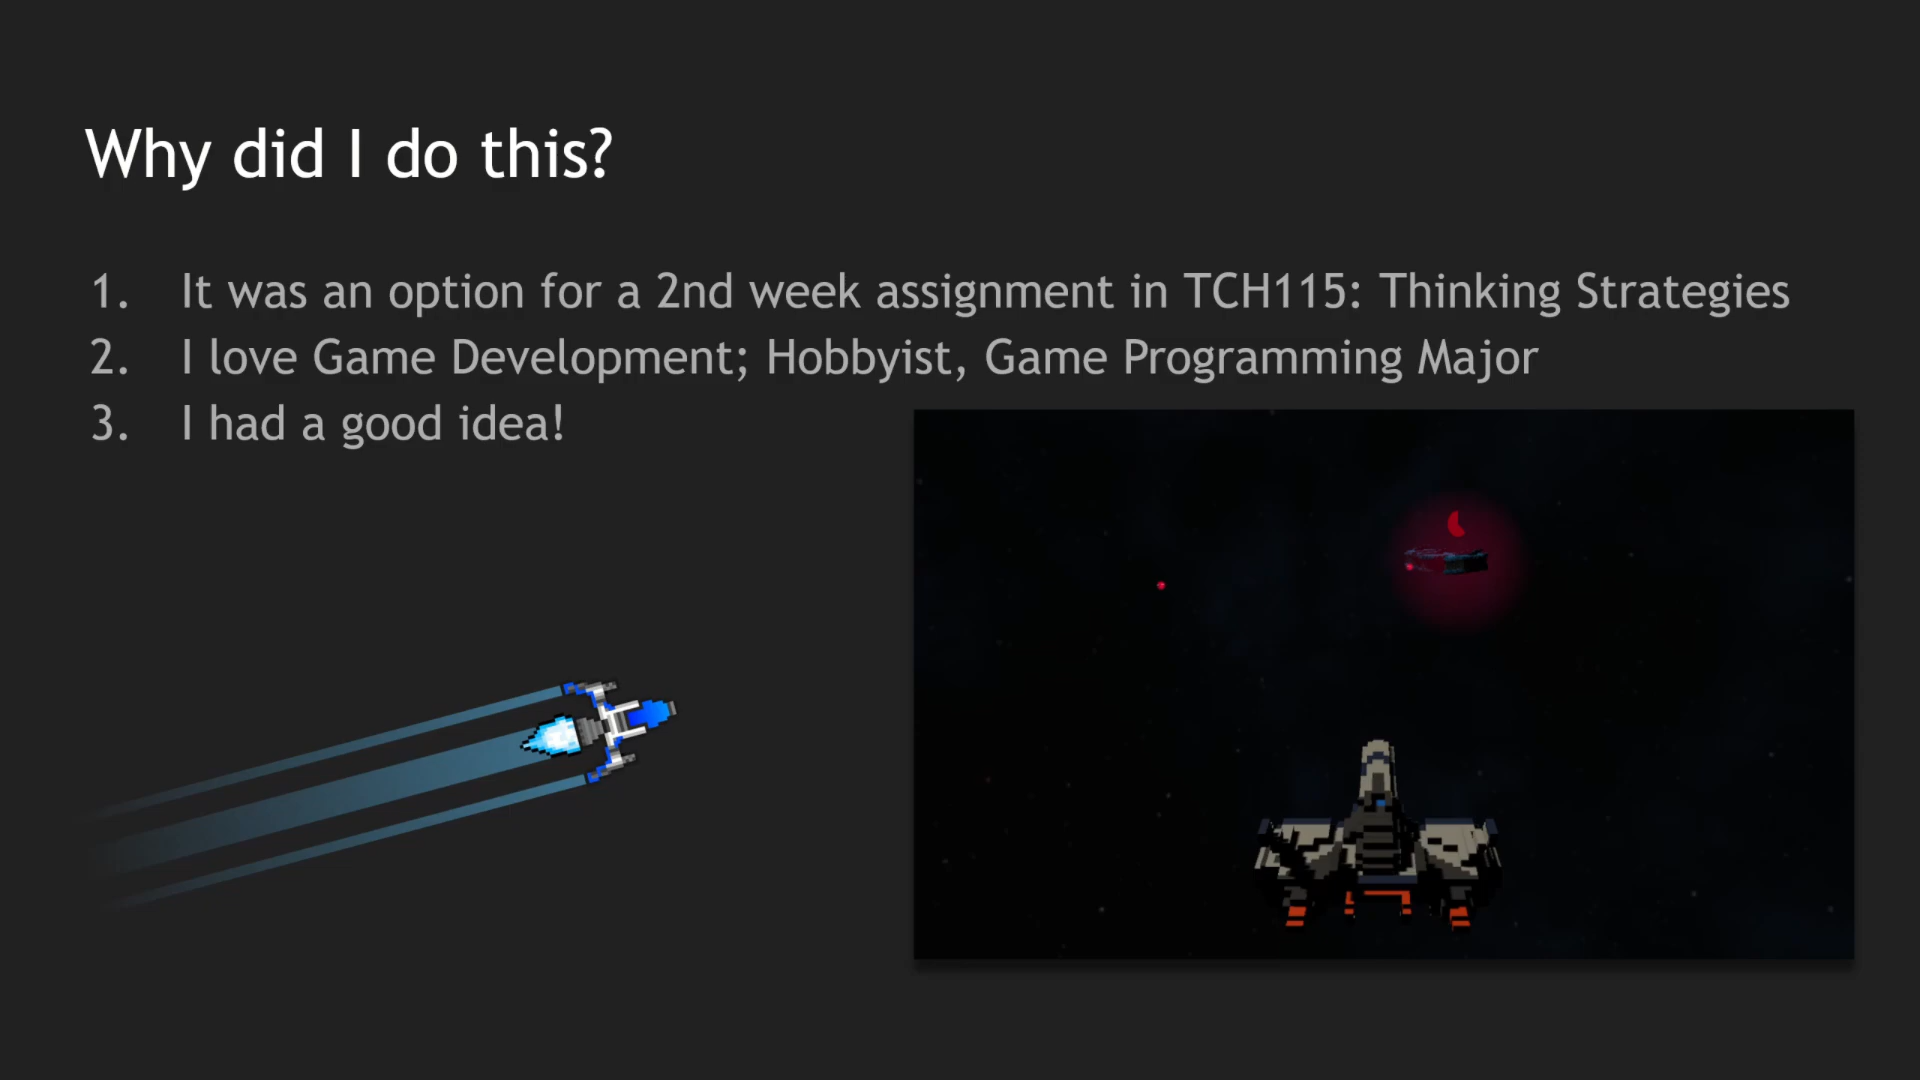 Why did I do this?
1. It was an option for a 2nd week assignment in TCH115: Thinking Strategies
2. I love Game Development; Hobbyist, Game Programming Major
3. I had a good idea!